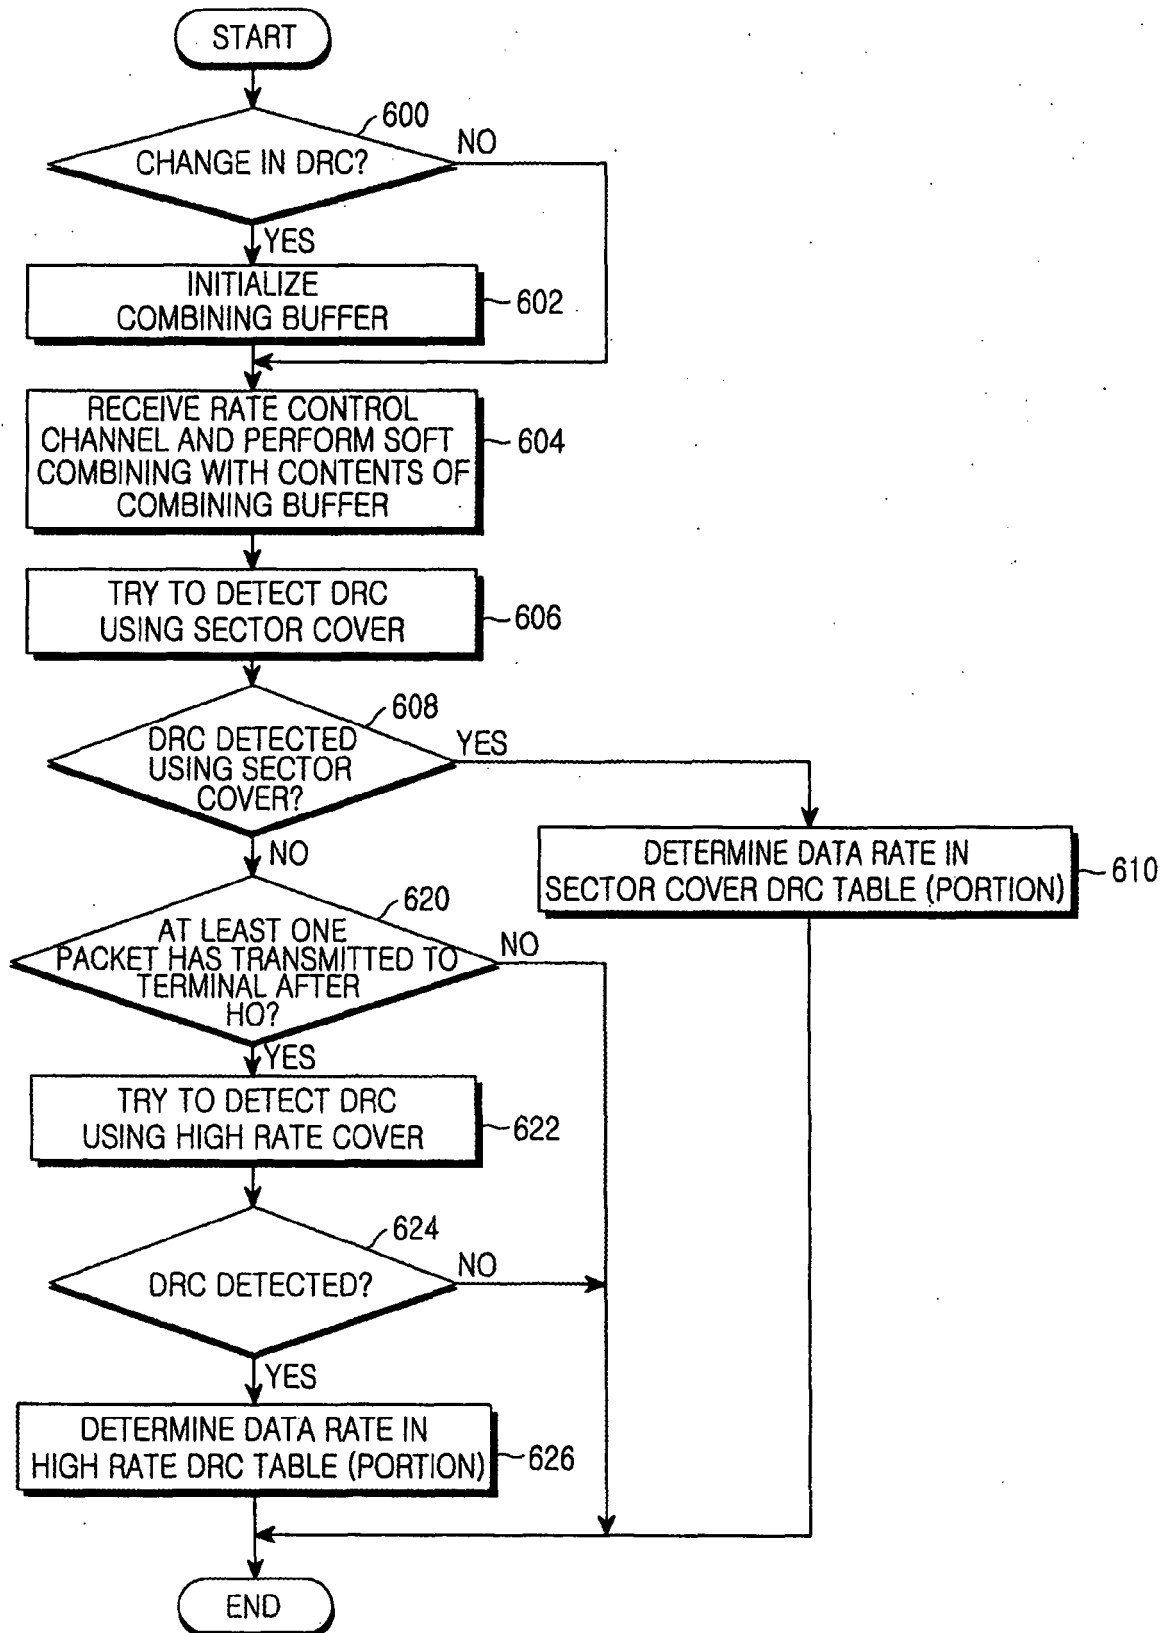 START
600
CHANGE IN DRC?
NO
YES
INITIALIZE
COMBINING BUFFER
602
RECEIVE RATE CONTROL
CHANNEL AND PERFORM SOFT
COMBINING WITH CONTENTS OF
COMBINING BUFFER
604
TRY TO DETECT DRC
USING SECTOR COVER
606
608
DRC DETECTED
USING SECTOR
COVER?
YES
NO
DETERMINE DATA RATE IN
SECTOR COVER DRC TABLE (PORTION)
610
620
AT LEAST ONE
PACKET HAS TRANSMITTED TO
TERMINAL AFTER
HO?
NO
YES
TRY TO DETECT DRC
USING HIGH RATE COVER
622
624
DRC DETECTED?
NO
YES
DETERMINE DATA RATE IN
HIGH RATE DRC TABLE (PORTION)
626
END